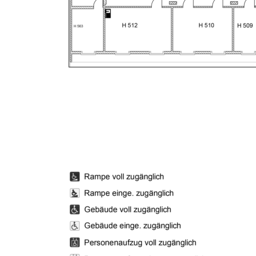 H 512
H 510
H 509
Rampe voll zugänglich
Rampe einge. zugänglich
Gebäude voll zugänglich
Gebäude einge. zugänglich
Personenaufzug voll zugänglich